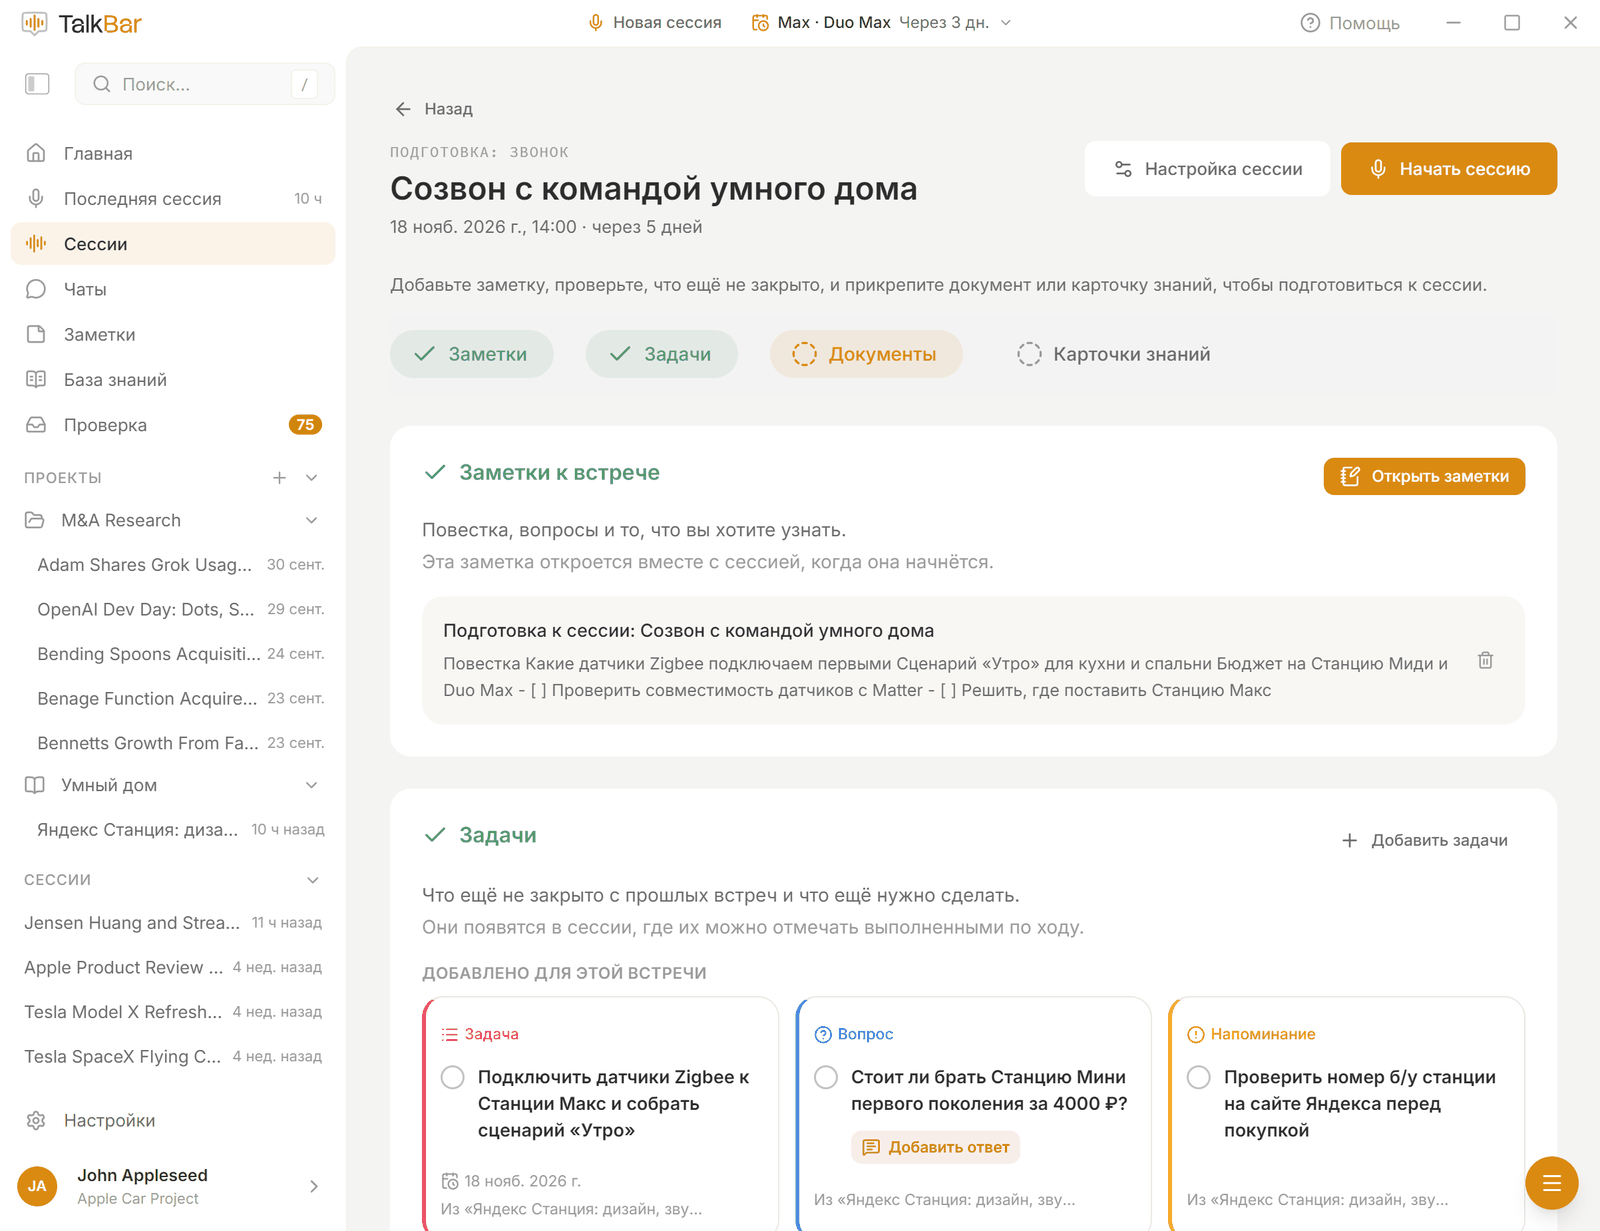 TalkBar
Новая сессия
Max · Duo Max Через 3 дн.
Помощь
Поиск...
/
Главная
Последняя сессия 10 ч
Сессии
Чаты
Заметки
База знаний
Проверка 75
ПРОЕКТЫ
M&A Research
Adam Shares Grok Usag... 30 сент.
OpenAI Dev Day: Dots, S... 29 сент.
Bending Spoons Acquisiti... 24 сент.
Benage Function Acquire... 23 сент.
Bennetts Growth From Fa... 23 сент.
Умный дом
Яндекс Станция: диза... 10 ч назад
СЕССИИ
Jensen Huang and Strea... 11 ч назад
Apple Product Review ... 4 нед. назад
Tesla Model X Refresh... 4 нед. назад
Tesla SpaceX Flying C... 4 нед. назад
Настройки
JA
John Appleseed
Apple Car Project
Назад
ПОДГОТОВКА: ЗВОНОК
Созвон с командой умного дома
18 нояб. 2026 г., 14:00 · через 5 дней
Настройка сессии
Начать сессию
Добавьте заметку, проверьте, что ещё не закрыто, и прикрепите документ или карточку знаний, чтобы подготовиться к сессии.
Заметки
Задачи
Документы
Карточки знаний
Заметки к встрече
Открыть заметки
Повестка, вопросы и то, что вы хотите узнать.
Эта заметка откроется вместе с сессией, когда она начнётся.
Подготовка к сессии: Созвон с командой умного дома
Повестка Какие датчики Zigbee подключаем первыми Сценарий «Утро» для кухни и спальни Бюджет на Станцию Миди и
Duo Max - [ ] Проверить совместимость датчиков с Matter - [ ] Решить, где поставить Станцию Макс
Задачи
Добавить задачи
Что ещё не закрыто с прошлых встреч и что ещё нужно сделать.
Они появятся в сессии, где их можно отмечать выполненными по ходу.
ДОБАВЛЕНО ДЛЯ ЭТОЙ ВСТРЕЧИ
Задача
Подключить датчики Zigbee к
Станции Макс и собрать
сценарий «Утро»
18 нояб. 2026 г.
Из «Яндекс Станция: дизайн, зву...
Вопрос
Стоит ли брать Станцию Мини
первого поколения за 4000 ₽?
Добавить ответ
Из «Яндекс Станция: дизайн, зву...
Напоминание
Проверить номер б/у станции
на сайте Яндекса перед
покупкой
Из «Яндекс Станция: дизайн, зву...